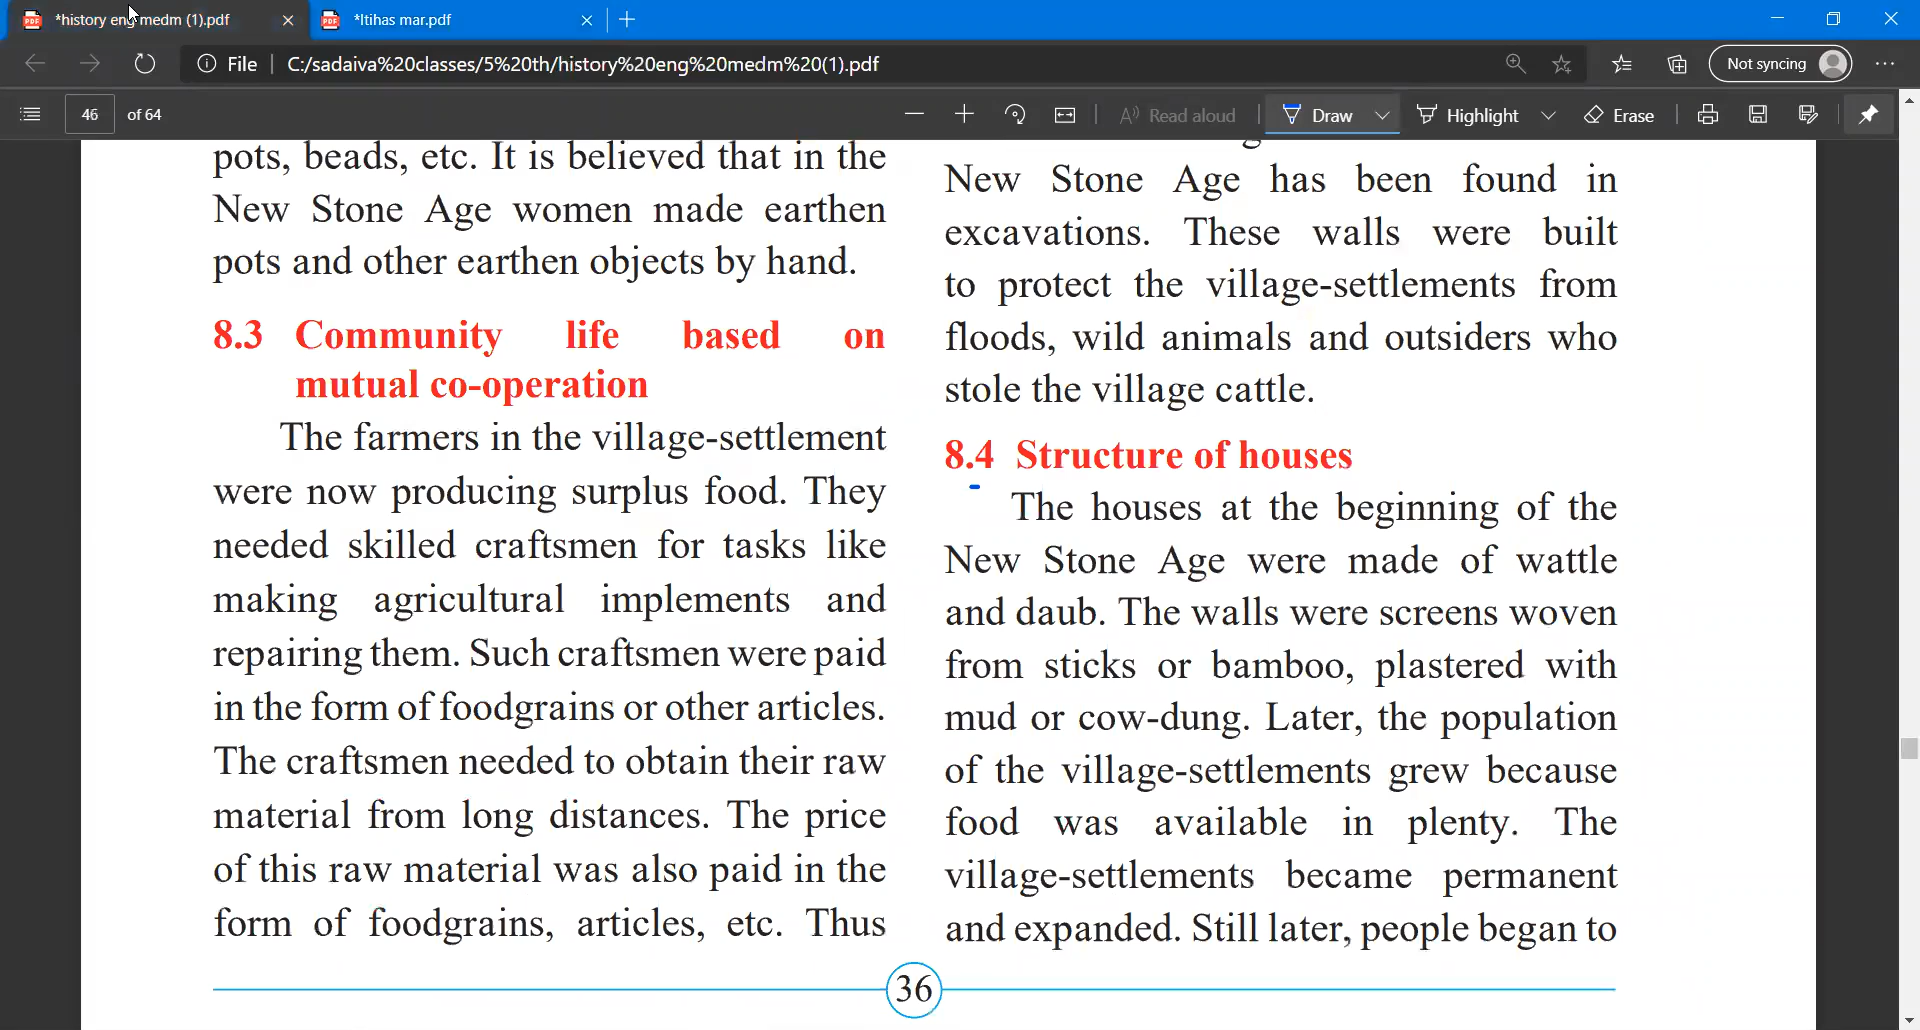 *history eng medm (1).pdf
*Itihas mar.pdf
File
C:/sadaiva%20classes/5%20th/history%20eng%20medm%20(1).pdf
Not syncing
46
of 64
Read aloud
Draw
Highlight
Erase
pots, beads, etc. It is believed that in the
New Stone Age women made earthen
pots and other earthen objects by hand.
8.3 Community life based on
mutual co-operation
The farmers in the village-settlement
were now producing surplus food. They
needed skilled craftsmen for tasks like
making agricultural implements and
repairing them. Such craftsmen were paid
in the form of foodgrains or other articles.
The craftsmen needed to obtain their raw
material from long distances. The price
of this raw material was also paid in the
form of foodgrains, articles, etc. Thus
New Stone Age has been found in
excavations. These walls were built
to protect the village-settlements from
floods, wild animals and outsiders who
stole the village cattle.
8.4 Structure of houses
The houses at the beginning of the
New Stone Age were made of wattle
and daub. The walls were screens woven
from sticks or bamboo, plastered with
mud or cow-dung. Later, the population
of the village-settlements grew because
food was available in plenty. The
village-settlements became permanent
and expanded. Still later, people began to
36